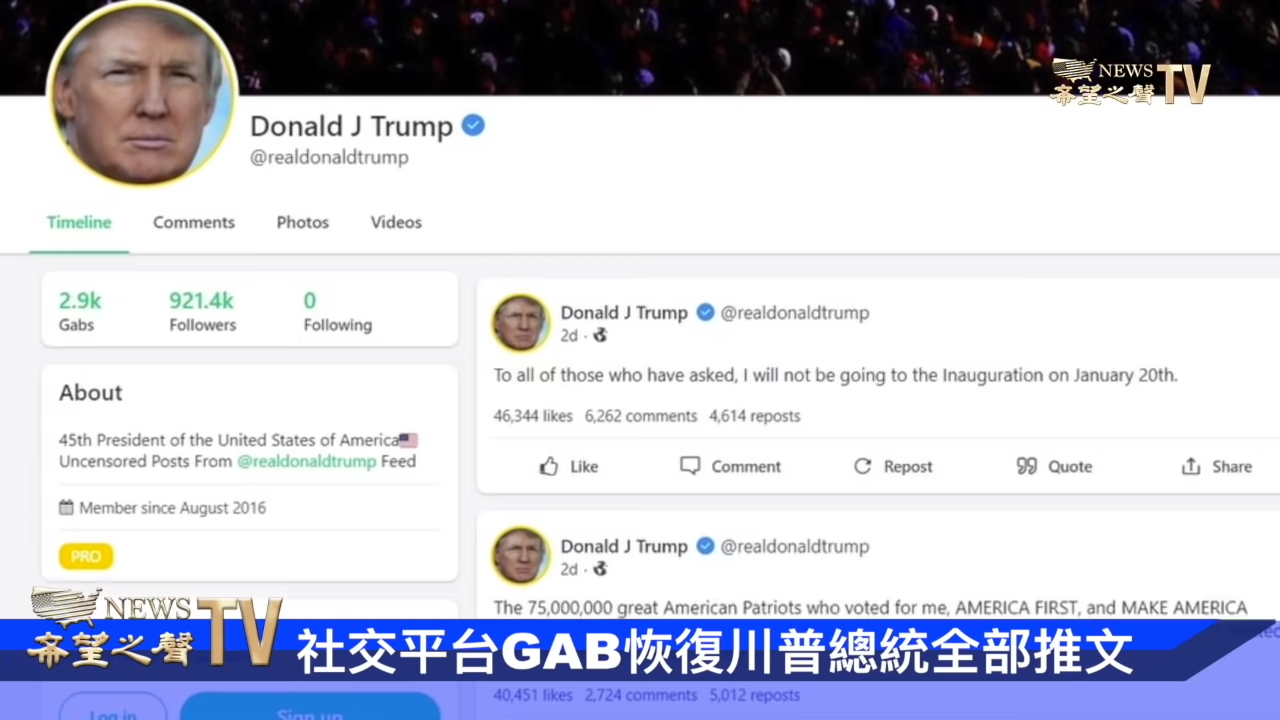 NEWS
希望之聲 TV
Donald J Trump
@realdonaldtrump
Timeline Comments Photos Videos
2.9k 921.4k 0
Gabs Followers Following
About
45th President of the United States of America
Uncensored Posts From @realdonaldtrump Feed
Member since August 2016
PRO
Donald J Trump @realdonaldtrump
2d ·
To all of those who have asked, I will not be going to the Inauguration on January 20th.
46,344 likes 6,262 comments 4,614 reposts
Like Comment Repost Quote Share
Donald J Trump @realdonaldtrump
2d ·
The 75,000,000 great American Patriots who voted for me, AMERICA FIRST, and MAKE AMERICA
NEWS
希望之聲 TV
社交平台GAB恢復川普總統全部推文
40,451 likes 2,724 comments 5,012 reposts
Log in Sign up